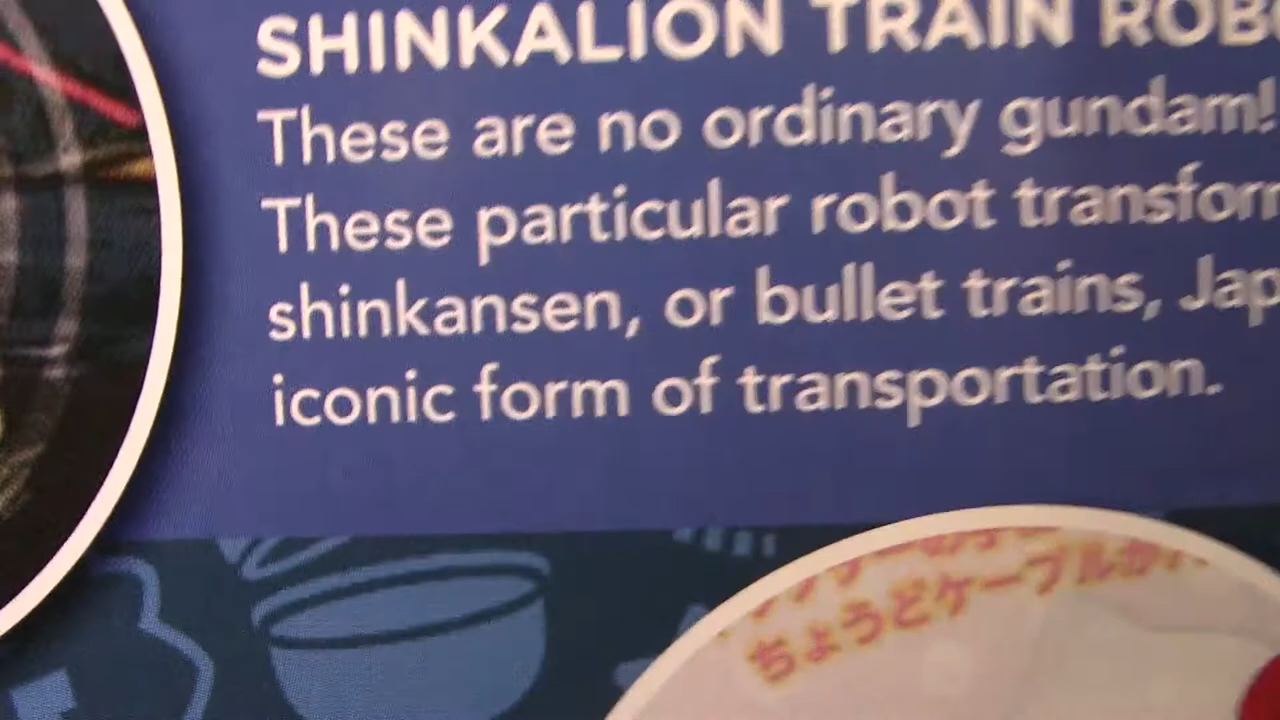 SHINKALION TRAIN ROBO
These are no ordinary gundam!
These particular robot transfor
shinkansen, or bullet trains, Jap
iconic form of transportation.
ちょうどケーブルが